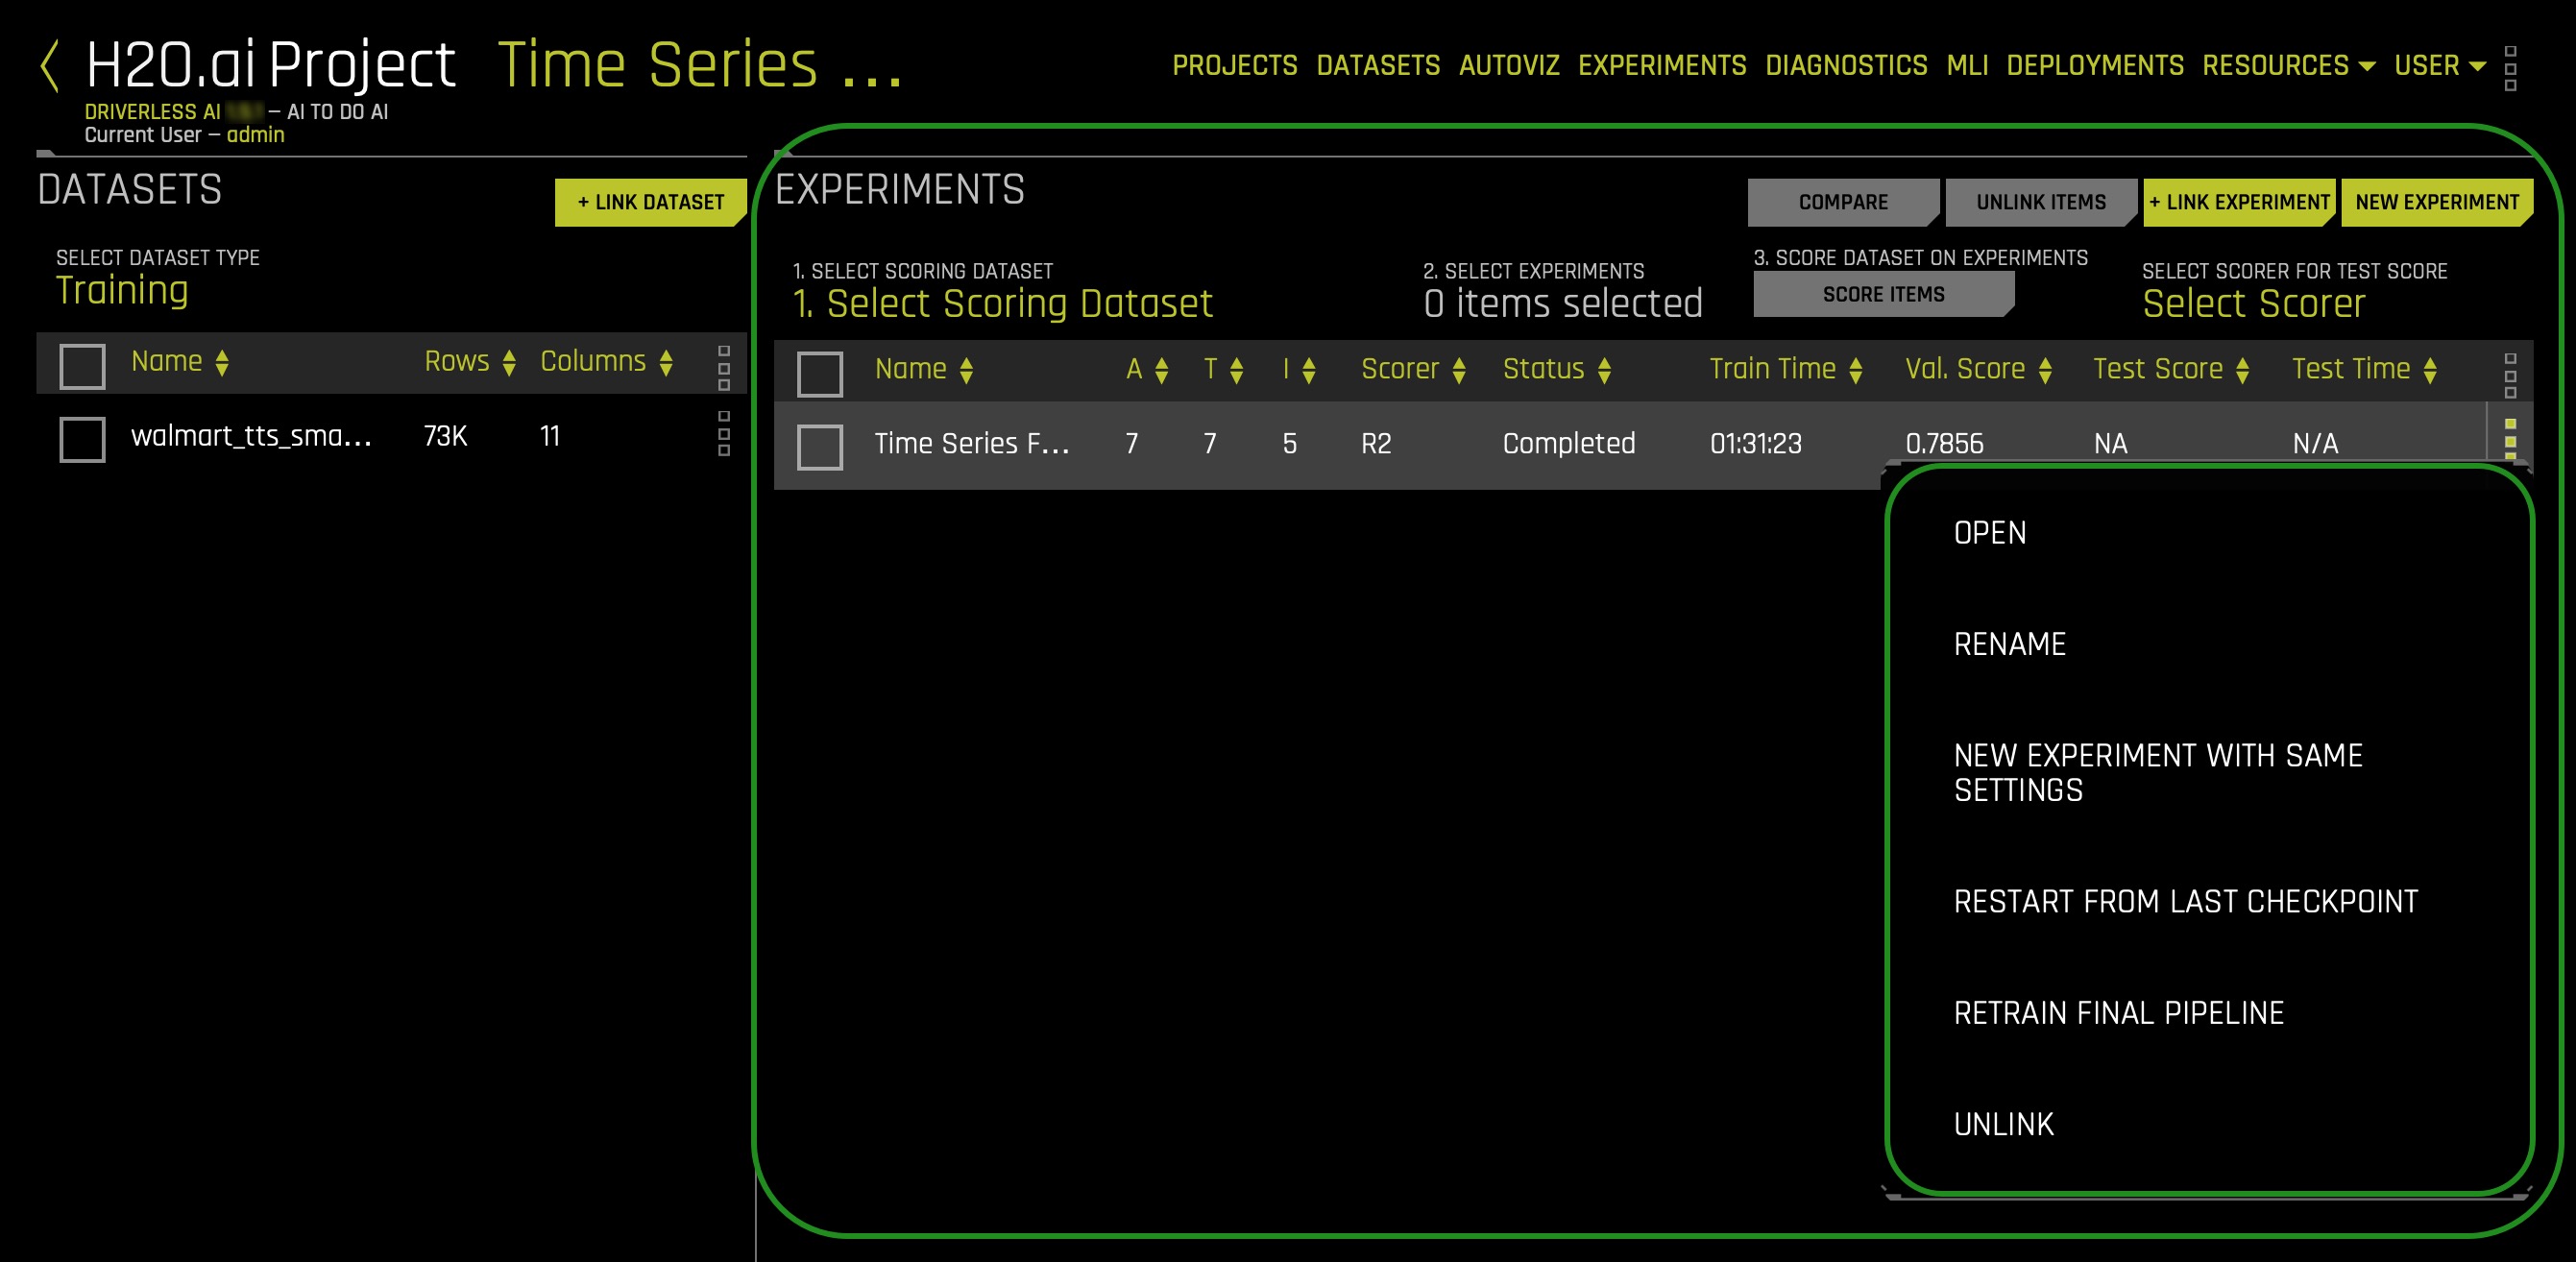 H2O.ai Project Time Series ...
PROJECTS DATASETS AUTOVIZ EXPERIMENTS DIAGNOSTICS MLI DEPLOYMENTS RESOURCES USER
DRIVERLESS AI – AI TO DO AI
Current User – admin
DATASETS
+ LINK DATASET
SELECT DATASET TYPE
Training
Name Rows Columns
walmart_tts_sma... 73K 11
EXPERIMENTS
COMPARE UNLINK ITEMS + LINK EXPERIMENT NEW EXPERIMENT
1. SELECT SCORING DATASET
1. Select Scoring Dataset
2. SELECT EXPERIMENTS
0 items selected
3. SCORE DATASET ON EXPERIMENTS
SCORE ITEMS
SELECT SCORER FOR TEST SCORE
Select Scorer
Name A T I Scorer Status Train Time Val. Score Test Score Test Time
Time Series F... 7 7 5 R2 Completed 01:31:23 0.7856 NA N/A
OPEN
RENAME
NEW EXPERIMENT WITH SAME
SETTINGS
RESTART FROM LAST CHECKPOINT
RETRAIN FINAL PIPELINE
UNLINK